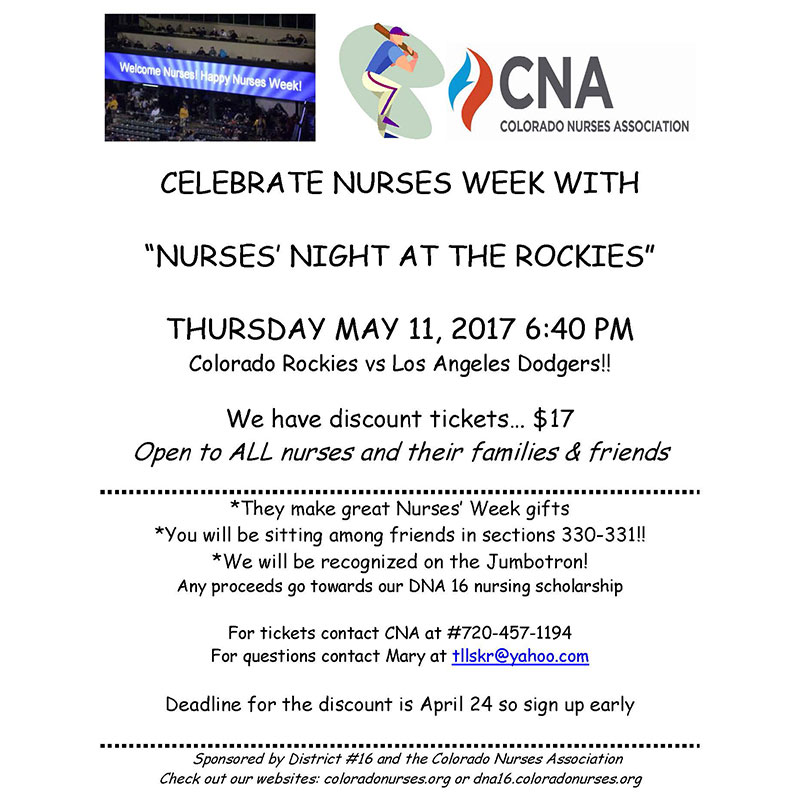 Welcome Nurses! Happy Nurses Week!
CNA
COLORADO NURSES ASSOCIATION
CELEBRATE NURSES WEEK WITH
“NURSES’ NIGHT AT THE ROCKIES”
THURSDAY MAY 11, 2017 6:40 PM
Colorado Rockies vs Los Angeles Dodgers!!
We have discount tickets... $17
Open to ALL nurses and their families & friends
*They make great Nurses’ Week gifts
*You will be sitting among friends in sections 330-331!!
*We will be recognized on the Jumbotron!
Any proceeds go towards our DNA 16 nursing scholarship
For tickets contact CNA at #720-457-1194
For questions contact Mary at tllskr@yahoo.com
Deadline for the discount is April 24 so sign up early
Sponsored by District #16 and the Colorado Nurses Association
Check out our websites: coloradonurses.org or dna16.coloradonurses.org